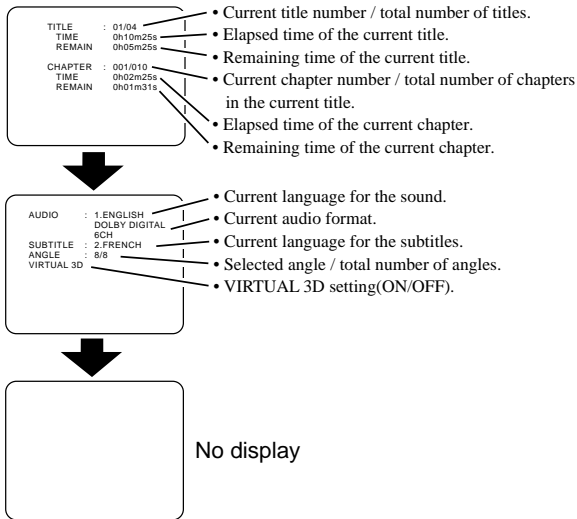 TITLE : 01/04
TIME 0h10m25s
REMAIN 0h05m25s
CHAPTER : 001/010
TIME 0h02m25s
REMAIN 0h01m31s
• Current title number / total number of titles.
• Elapsed time of the current title.
• Remaining time of the current title.
• Current chapter number / total number of chapters
in the current title.
• Elapsed time of the current chapter.
• Remaining time of the current chapter.
AUDIO : 1.ENGLISH
DOLBY DIGITAL
6CH
SUBTITLE : 2.FRENCH
ANGLE : 8/8
VIRTUAL 3D
• Current language for the sound.
• Current audio format.
• Current language for the subtitles.
• Selected angle / total number of angles.
• VIRTUAL 3D setting(ON/OFF).
No display